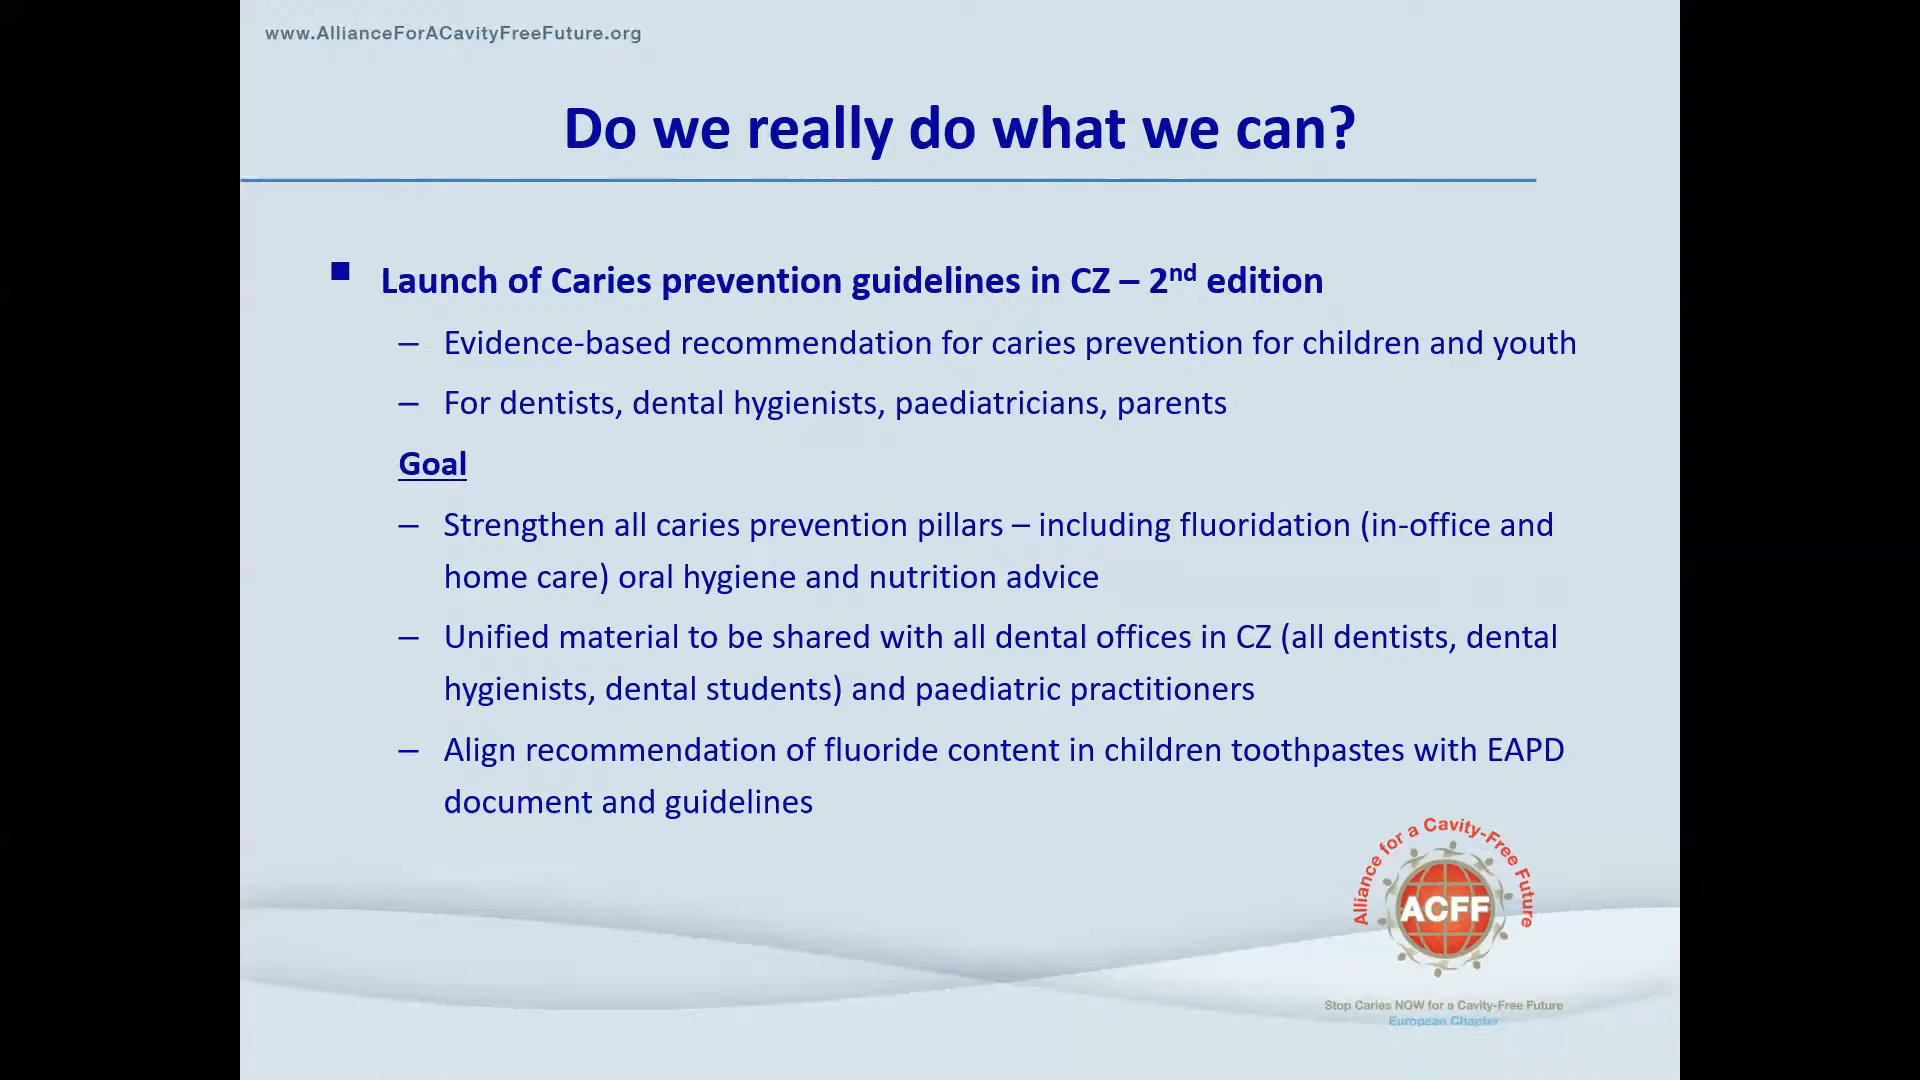 www.AllianceForACavityFreeFuture.org
Do we really do what we can?
■ Launch of Caries prevention guidelines in CZ – 2nd edition
– Evidence-based recommendation for caries prevention for children and youth
– For dentists, dental hygienists, paediatricians, parents
Goal
– Strengthen all caries prevention pillars – including fluoridation (in-office and
home care) oral hygiene and nutrition advice
– Unified material to be shared with all dental offices in CZ (all dentists, dental
hygienists, dental students) and paediatric practitioners
– Align recommendation of fluoride content in children toothpastes with EAPD
document and guidelines
Alliance for a Cavity-Free Future
ACFF
Stop Caries NOW for a Cavity-Free Future
European Chapter